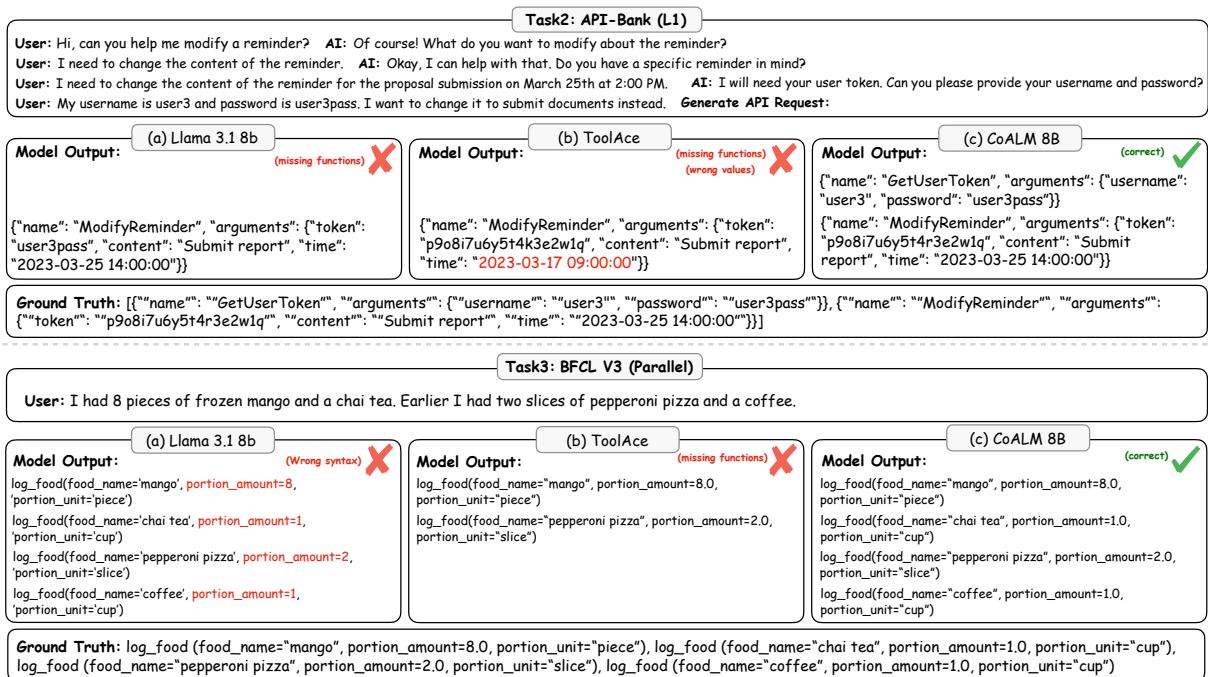 Task2: API-Bank (L1)
User: Hi, can you help me modify a reminder? AI: Of course! What do you want to modify about the reminder?
User: I need to change the content of the reminder. AI: Okay, I can help with that. Do you have a specific reminder in mind?
User: I need to change the content of the reminder for the proposal submission on March 25th at 2:00 PM. AI: I will need your user token. Can you please provide your username and password?
User: My username is user3 and password is user3pass. I want to change it to submit documents instead. Generate API Request:
(a) Llama 3.1 8b
Model Output:
(missing functions)
{"name": "ModifyReminder", "arguments": {"token":
"user3pass", "content": "Submit report", "time":
"2023-03-25 14:00:00"}}
(b) ToolAce
Model Output:
(missing functions)
(wrong values)
{"name": "ModifyReminder", "arguments": {"token":
"p9o8i7u6y5t4k3e2w1q", "content": "Submit report",
"time": "2023-03-17 09:00:00"}}
(c) CoALM 8B
Model Output:
(correct)
{"name": "GetUserToken", "arguments": {"username":
"user3", "password": "user3pass"}}
{"name": "ModifyReminder", "arguments": {"token":
"p9o8i7u6y5t4r3e2w1q", "content": "Submit
report", "time": "2023-03-25 14:00:00"}}
Ground Truth: [{"“name“: “"GetUserToken"“, “"arguments"“: {“"username“: “"user3"“, “"password“: “"user3pass"“}}, {“"name“: “"ModifyReminder"“, “"arguments"“:
{“"token“: “"p9o8i7u6y5t4r3e2w1q"“, “"content“: “"Submit report"“, “"time“: “"2023-03-25 14:00:00"“}}]
Task3: BFCL V3 (Parallel)
User: I had 8 pieces of frozen mango and a chai tea. Earlier I had two slices of pepperoni pizza and a coffee.
(a) Llama 3.1 8b
Model Output:
(Wrong syntax)
log_food(food_name='mango', portion_amount=8,
'portion_unit='piece')
log_food(food_name='chai tea', portion_amount=1,
'portion_unit='cup')
log_food(food_name='pepperoni pizza', portion_amount=2,
'portion_unit='slice')
log_food(food_name='coffee', portion_amount=1,
'portion_unit='cup')
(b) ToolAce
Model Output:
(missing functions)
log_food(food_name="mango", portion_amount=8.0,
portion_unit="piece")
log_food(food_name="pepperoni pizza", portion_amount=2.0,
portion_unit="slice")
(c) CoALM 8B
Model Output:
(correct)
log_food(food_name="mango", portion_amount=8.0,
portion_unit="piece")
log_food(food_name="chai tea", portion_amount=1.0,
portion_unit="cup")
log_food(food_name="pepperoni pizza", portion_amount=2.0,
portion_unit="slice")
log_food(food_name="coffee", portion_amount=1.0,
portion_unit="cup")
Ground Truth: log_food (food_name="mango", portion_amount=8.0, portion_unit="piece"), log_food (food_name="chai tea", portion_amount=1.0, portion_unit="cup"),
log_food (food_name="pepperoni pizza", portion_amount=2.0, portion_unit="slice"), log_food (food_name="coffee", portion_amount=1.0, portion_unit="cup")